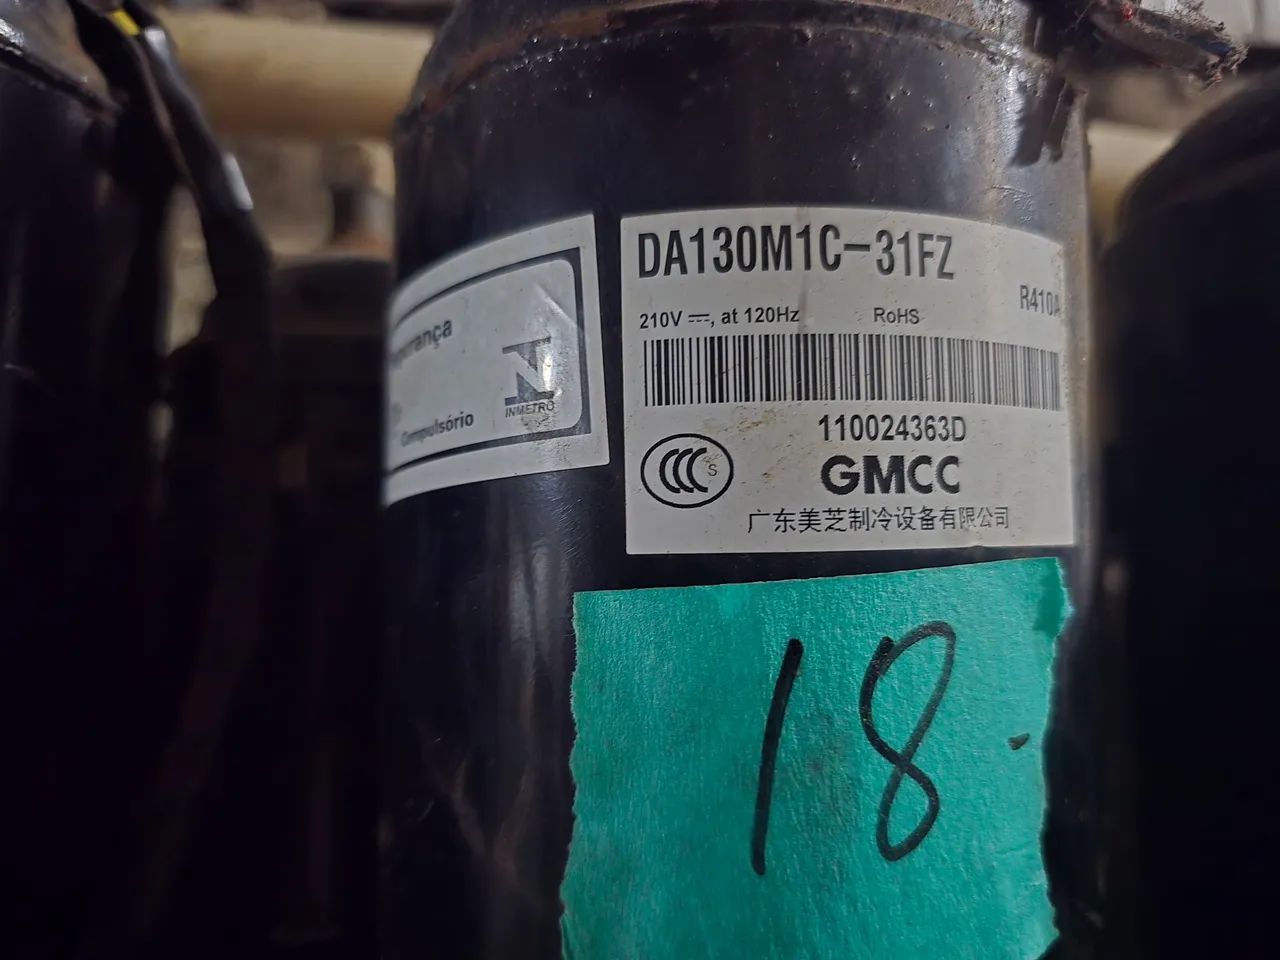 DA130M1C-31FZ
R410A
210V ⎓, at 120Hz RoHS
110024363D
CCC S
GMCC
广东美芝制冷设备有限公司
Compulsório
INMETRO
18